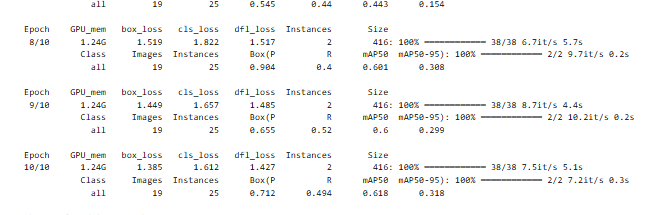 all 19 25 0.545 0.44 0.443 0.154
Epoch GPU_mem box_loss cls_loss dfl_loss Instances Size
8/10 1.24G 1.519 1.822 1.517 2 416: 100% ━━━━━━━━━━━━ 38/38 6.7it/s 5.7s
Class Images Instances Box(P R mAP50 mAP50-95): 100% ━━━━━━━━━━━━ 2/2 9.7it/s 0.2s
all 19 25 0.904 0.4 0.601 0.308
Epoch GPU_mem box_loss cls_loss dfl_loss Instances Size
9/10 1.24G 1.449 1.657 1.485 2 416: 100% ━━━━━━━━━━━━ 38/38 8.7it/s 4.4s
Class Images Instances Box(P R mAP50 mAP50-95): 100% ━━━━━━━━━━━━ 2/2 10.2it/s 0.2s
all 19 25 0.655 0.52 0.6 0.299
Epoch GPU_mem box_loss cls_loss dfl_loss Instances Size
10/10 1.24G 1.385 1.612 1.427 2 416: 100% ━━━━━━━━━━━━ 38/38 7.5it/s 5.1s
Class Images Instances Box(P R mAP50 mAP50-95): 100% ━━━━━━━━━━━━ 2/2 7.2it/s 0.3s
all 19 25 0.712 0.494 0.618 0.318